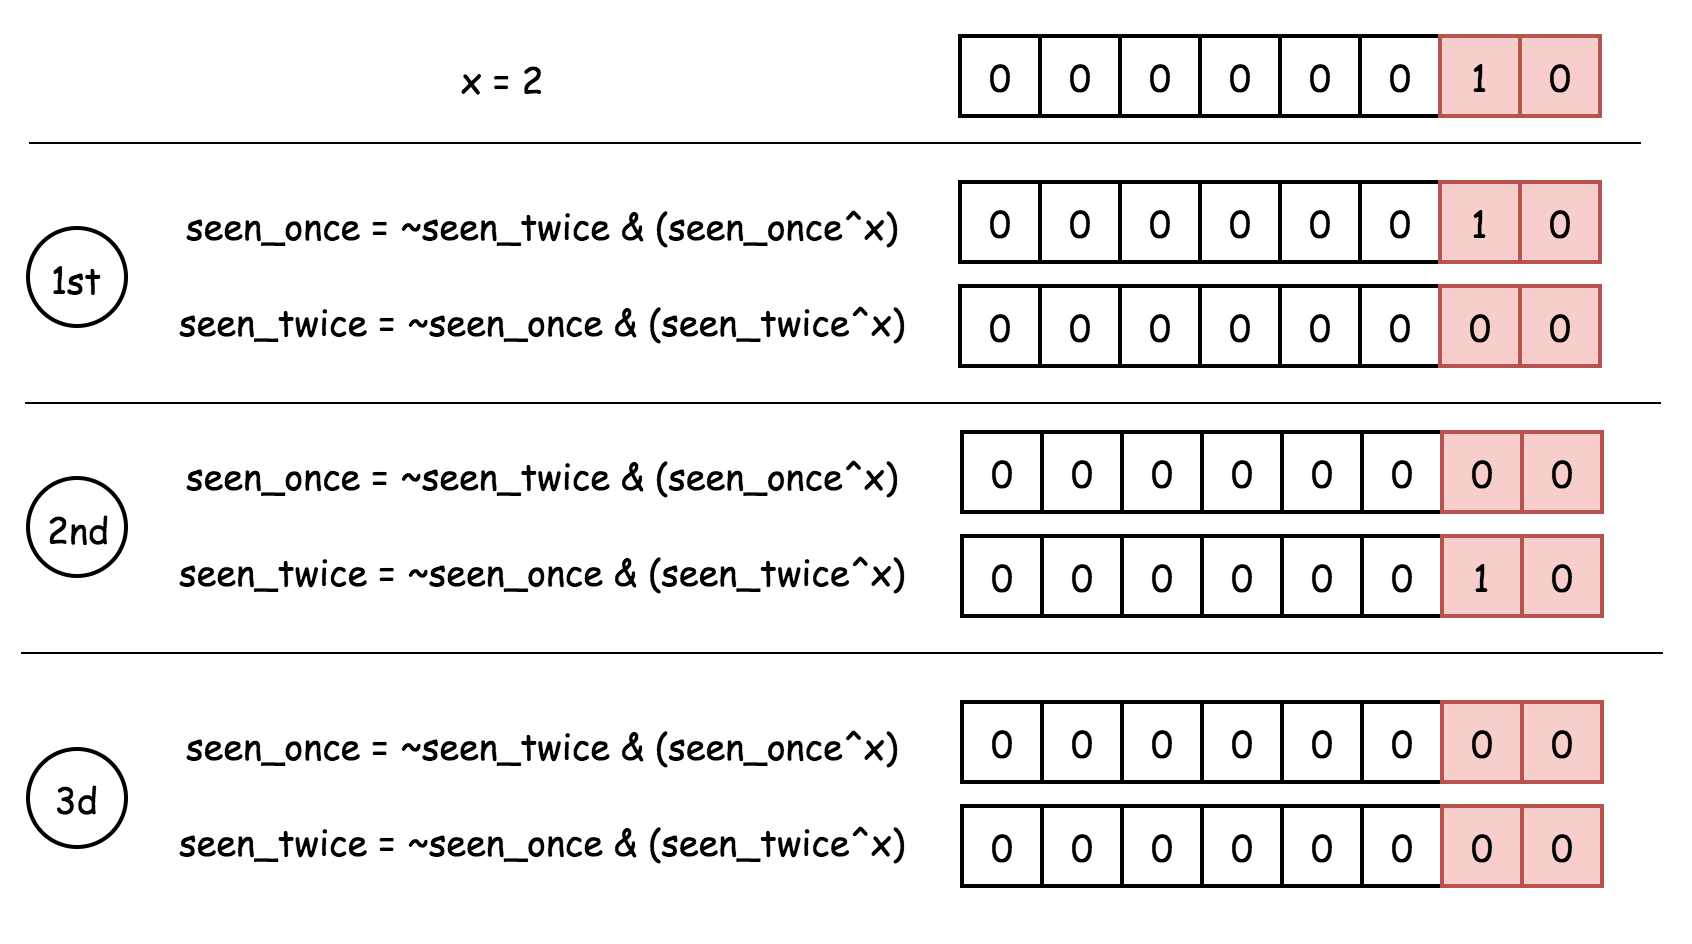 x = 2 0 0 0 0 0 0 1 0
seen_once = ~seen_twice & (seen_once^x) 0 0 0 0 0 0 1 0
1st
seen_twice = ~seen_once & (seen_twice^x) 0 0 0 0 0 0 0 0
seen_once = ~seen_twice & (seen_once^x) 0 0 0 0 0 0 0 0
2nd
seen_twice = ~seen_once & (seen_twice^x) 0 0 0 0 0 0 1 0
seen_once = ~seen_twice & (seen_once^x) 0 0 0 0 0 0 0 0
3d
seen_twice = ~seen_once & (seen_twice^x) 0 0 0 0 0 0 0 0